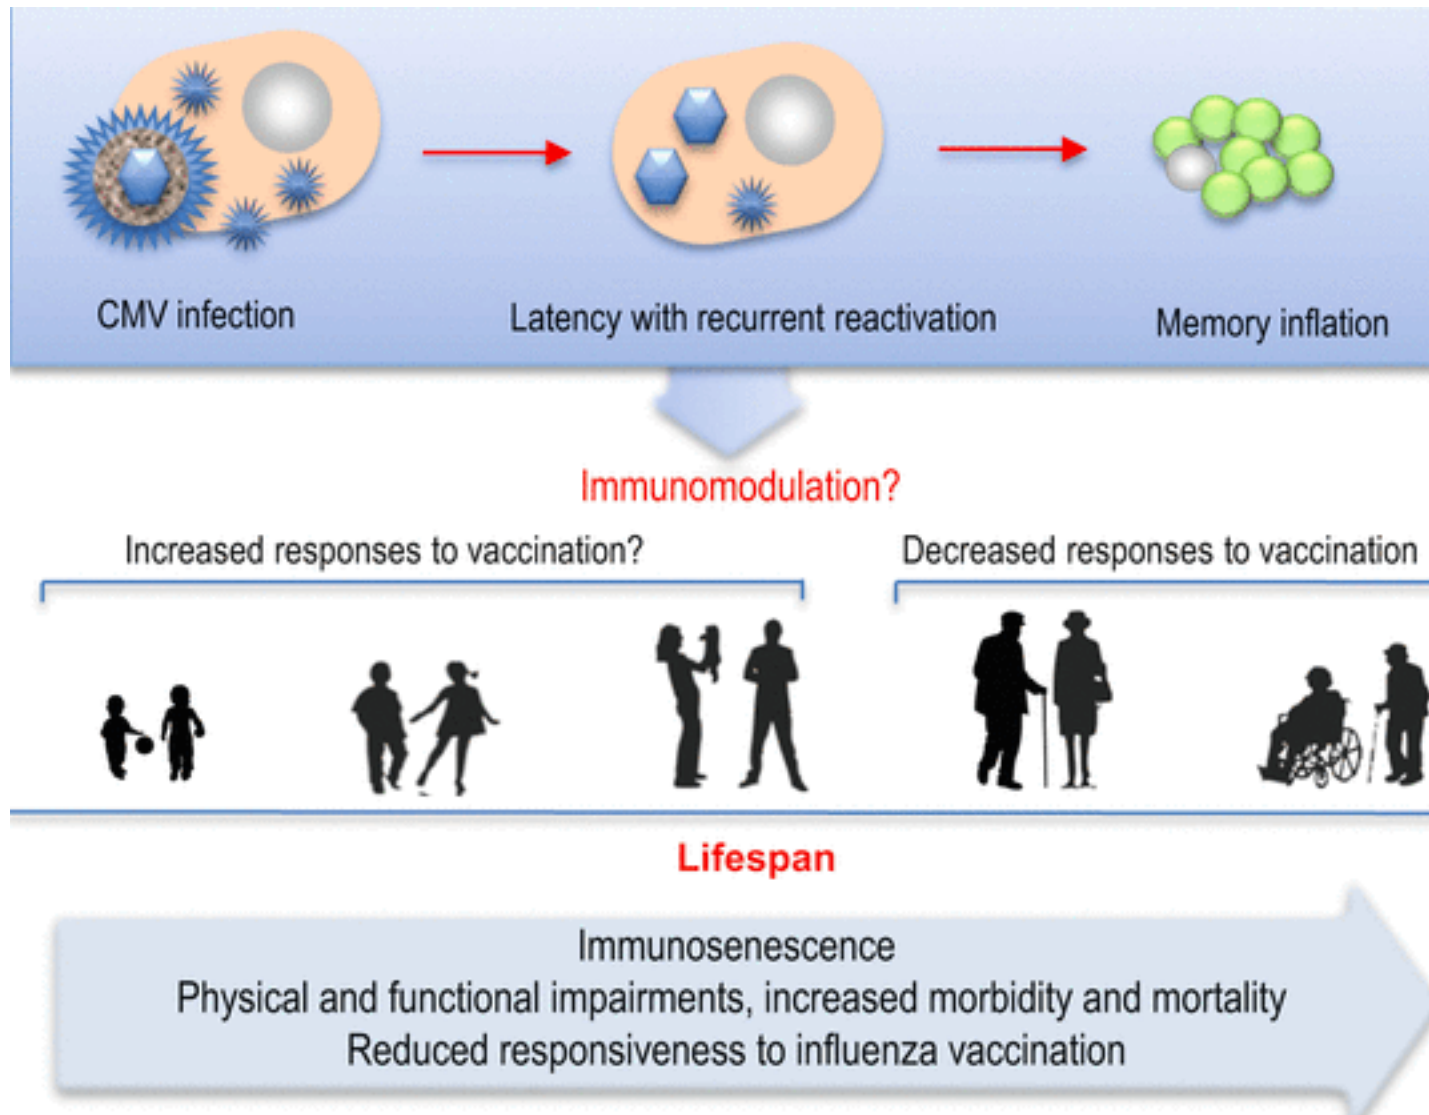 CMV infection
Latency with recurrent reactivation
Memory inflation
Immunomodulation?
Increased responses to vaccination?
Decreased responses to vaccination
Lifespan
Immunosenescence
Physical and functional impairments, increased morbidity and mortality
Reduced responsiveness to influenza vaccination